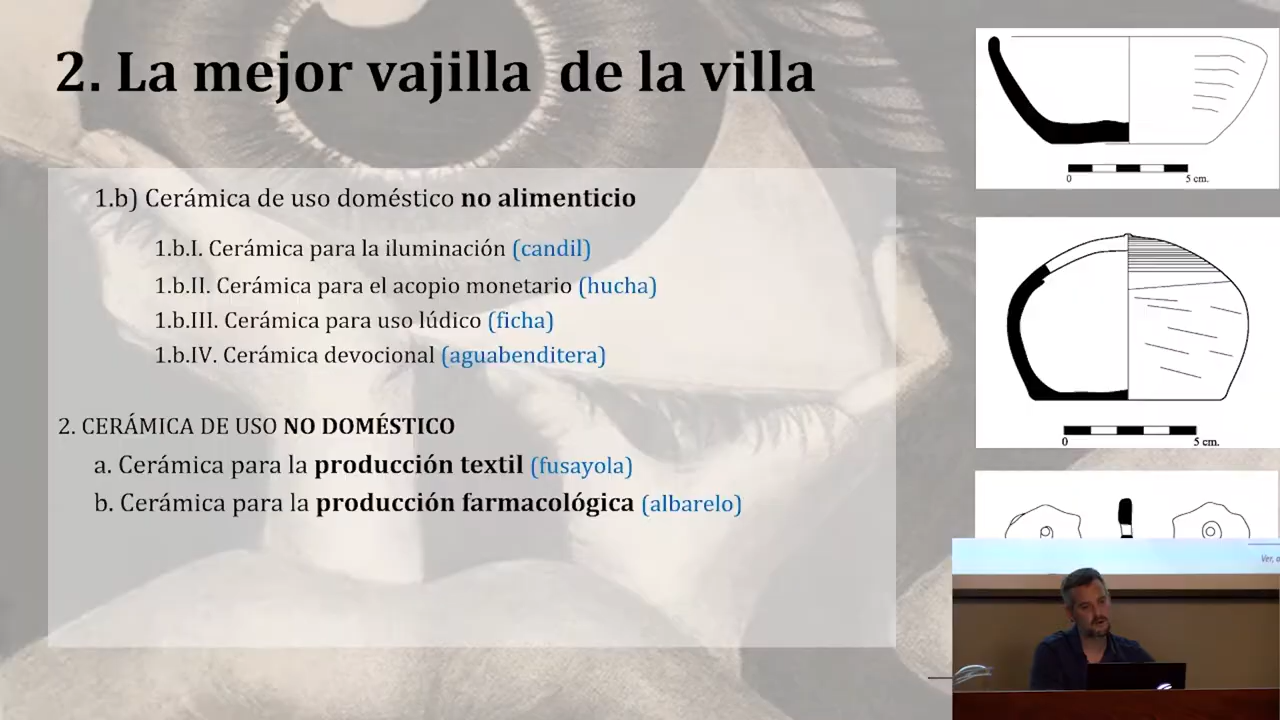 2. La mejor vajilla de la villa
1.b) Cerámica de uso doméstico no alimenticio
1.b.I. Cerámica para la iluminación (candil)
1.b.II. Cerámica para el acopio monetario (hucha)
1.b.III. Cerámica para uso lúdico (ficha)
1.b.IV. Cerámica devocional (aguabenditera)
2. CERÁMICA DE USO NO DOMÉSTICO
a. Cerámica para la producción textil (fusayola)
b. Cerámica para la producción farmacológica (albarelo)
0 5 cm.
0 5 cm.
Ver, o